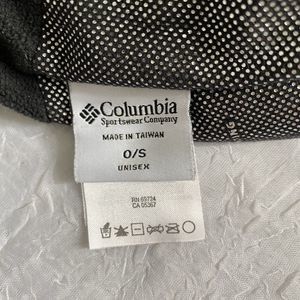 Columbia
Sportswear Company
MADE IN TAIWAN
O/S
UNISEX
RN 69724
CA 05367